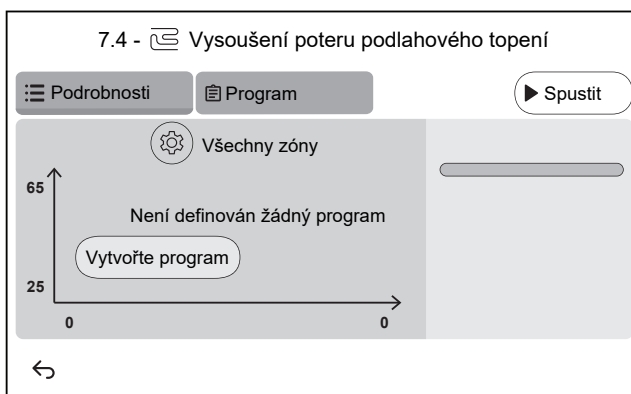 7.4 - Vysoušení poteru podlahového topení
Podrobnosti
Program
Spustit
Všechny zóny
65
Není definován žádný program
Vytvořte program
25
0
0